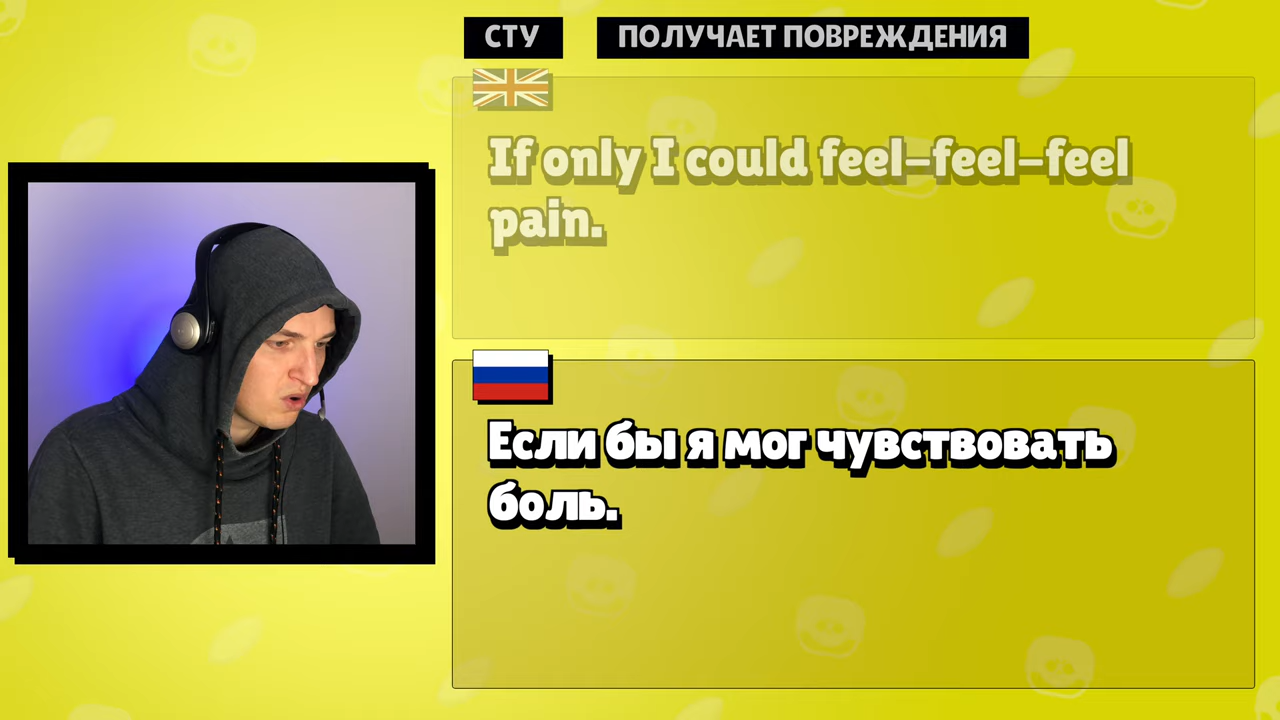 СТУ
ПОЛУЧАЕТ ПОВРЕЖДЕНИЯ
If only I could feel-feel-feel
pain.
Если бы я мог чувствовать
боль.